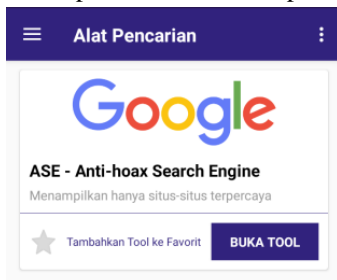 Alat Pencarian
Google
ASE - Anti-hoax Search Engine
Menampilkan hanya situs-situs terpercaya
Tambahkan Tool ke Favorit
BUKA TOOL